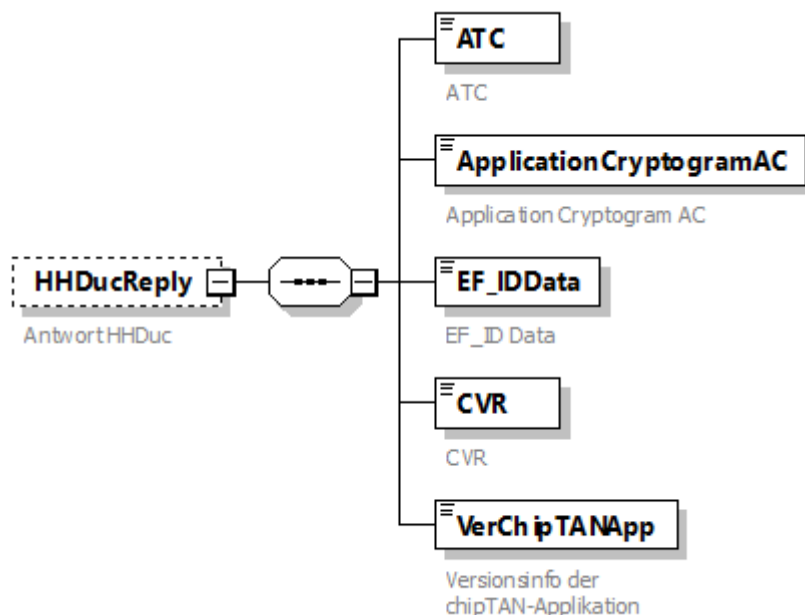 ATC
ATC
ApplicationCryptogramAC
Application Cryptogram AC
HHDucReply
Antwort HHDuc
EF_IDData
EF_ID Data
CVR
CVR
VerChipTANApp
Versionsinfo der
chipTAN-Applikation